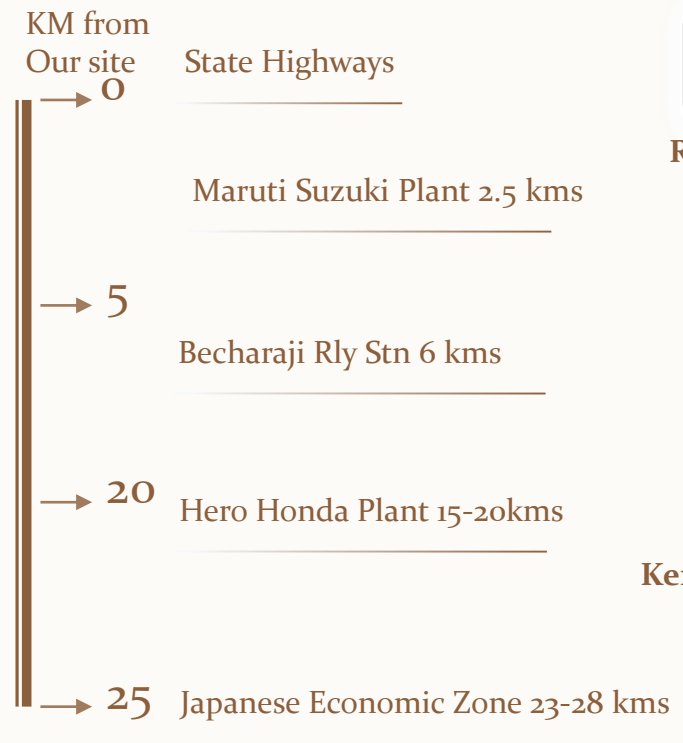 KM from
Our site
State Highways
0
Maruti Suzuki Plant 2.5 kms
5
Becharaji Rly Stn 6 kms
20
Hero Honda Plant 15-20kms
25
Japanese Economic Zone 23-28 kms